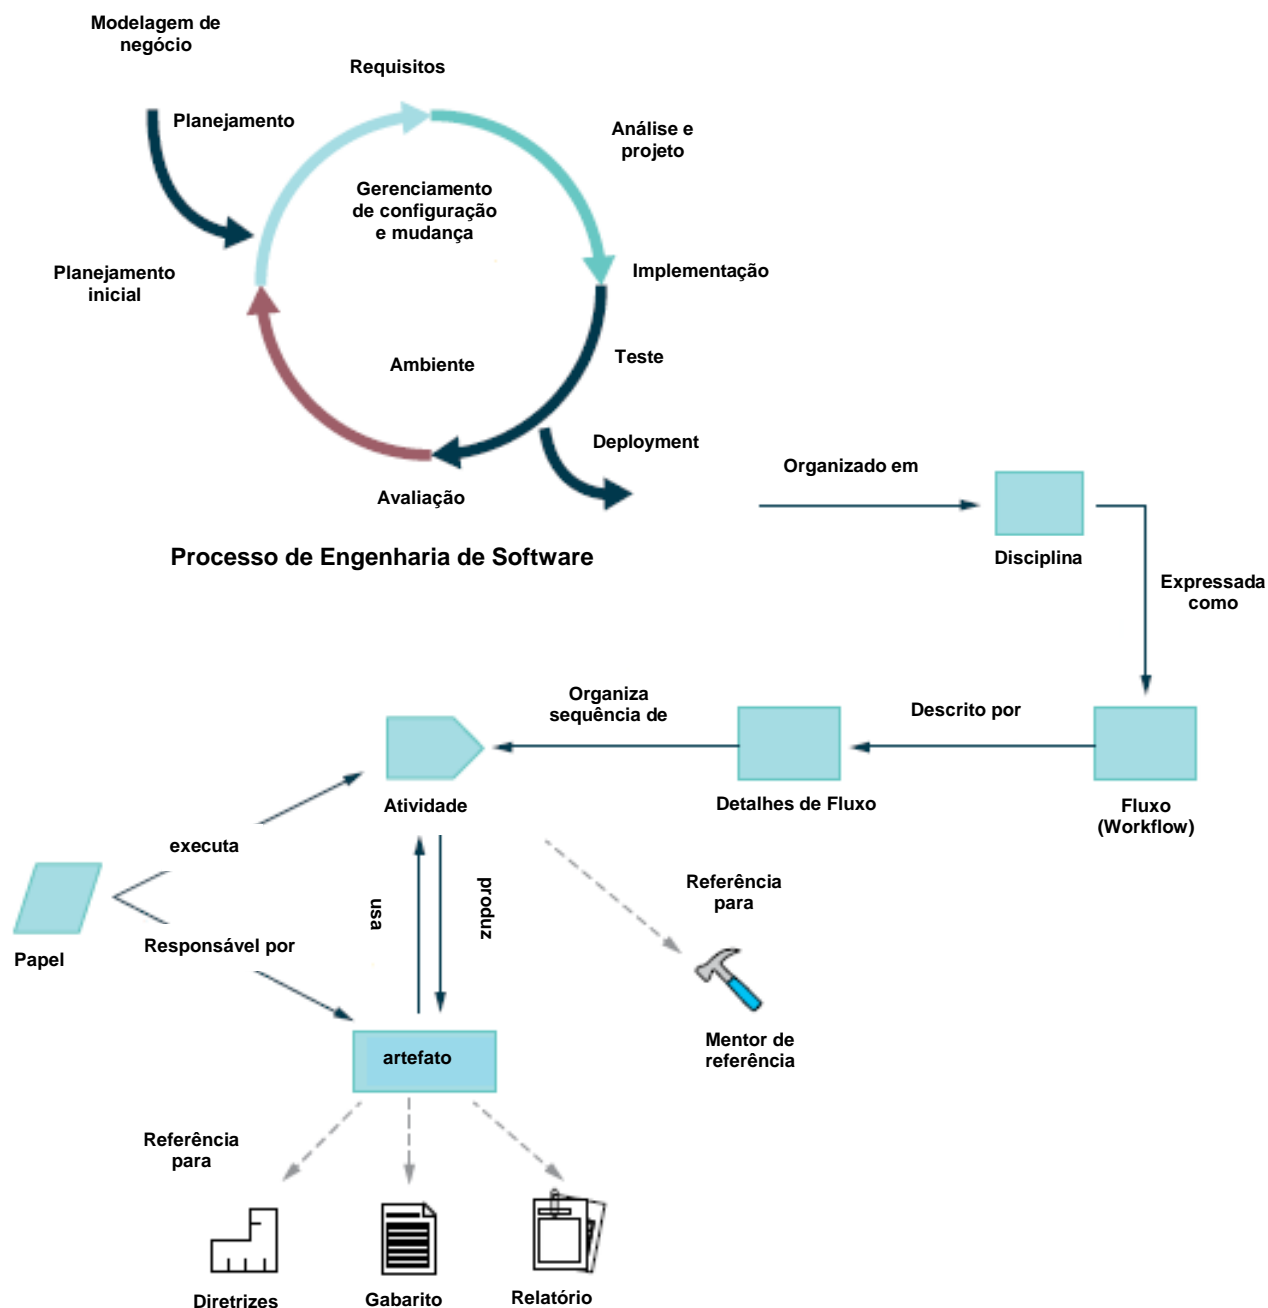 Modelagem de
negócio
Requisitos
Planejamento
Análise e
projeto
Gerenciamento
de configuração
e mudança
Planejamento
inicial
Implementação
Teste
Ambiente
Deployment
Avaliação
Organizado em
Processo de Engenharia de Software
Disciplina
Expressada
como
Organiza
sequência de
Descrito por
Atividade
Detalhes de Fluxo
Fluxo
(Workflow)
executa
usa
produz
Referência
para
Responsável por
Papel
Mentor de
referência
artefato
Referência
para
Diretrizes
Gabarito
Relatório